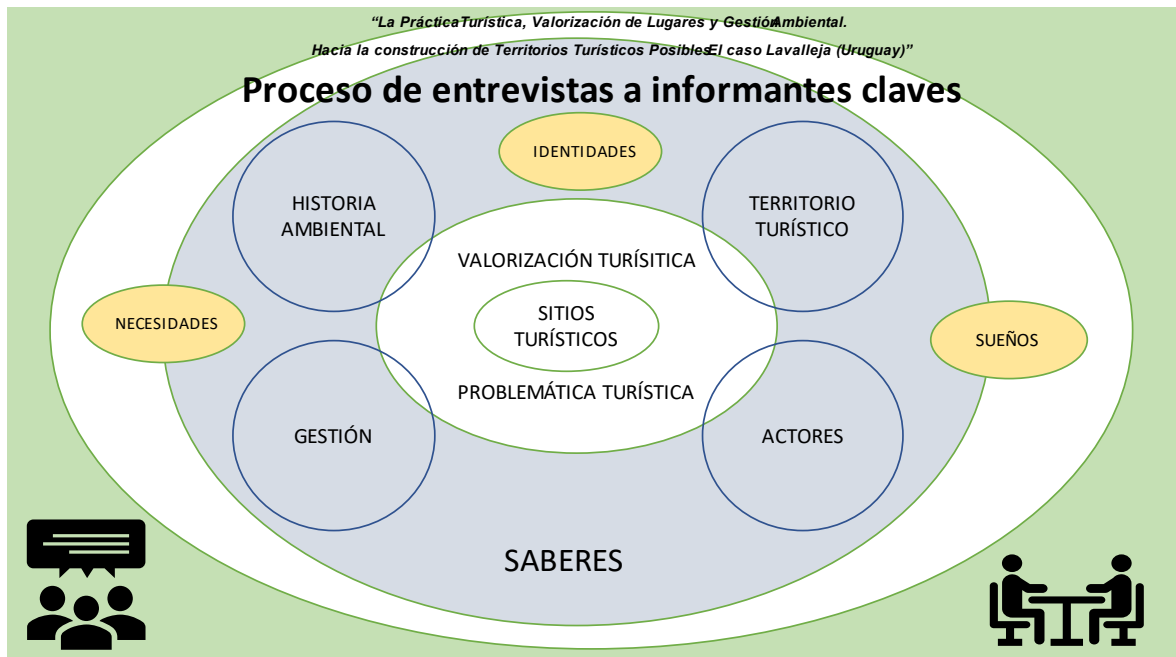 “La PrácticaTurística, Valorización de Lugares y GestiónAmbiental.
Hacia la construcción de Territorios Turísticos PosiblesEl caso Lavalleja (Uruguay)”
Proceso de entrevistas a informantes claves
IDENTIDADES
HISTORIA
AMBIENTAL
TERRITORIO
TURÍSTICO
VALORIZACIÓN TURÍSITICA
NECESIDADES
SITIOS
TURÍSTICOS
SUEÑOS
PROBLEMÁTICA TURÍSTICA
GESTIÓN
ACTORES
SABERES